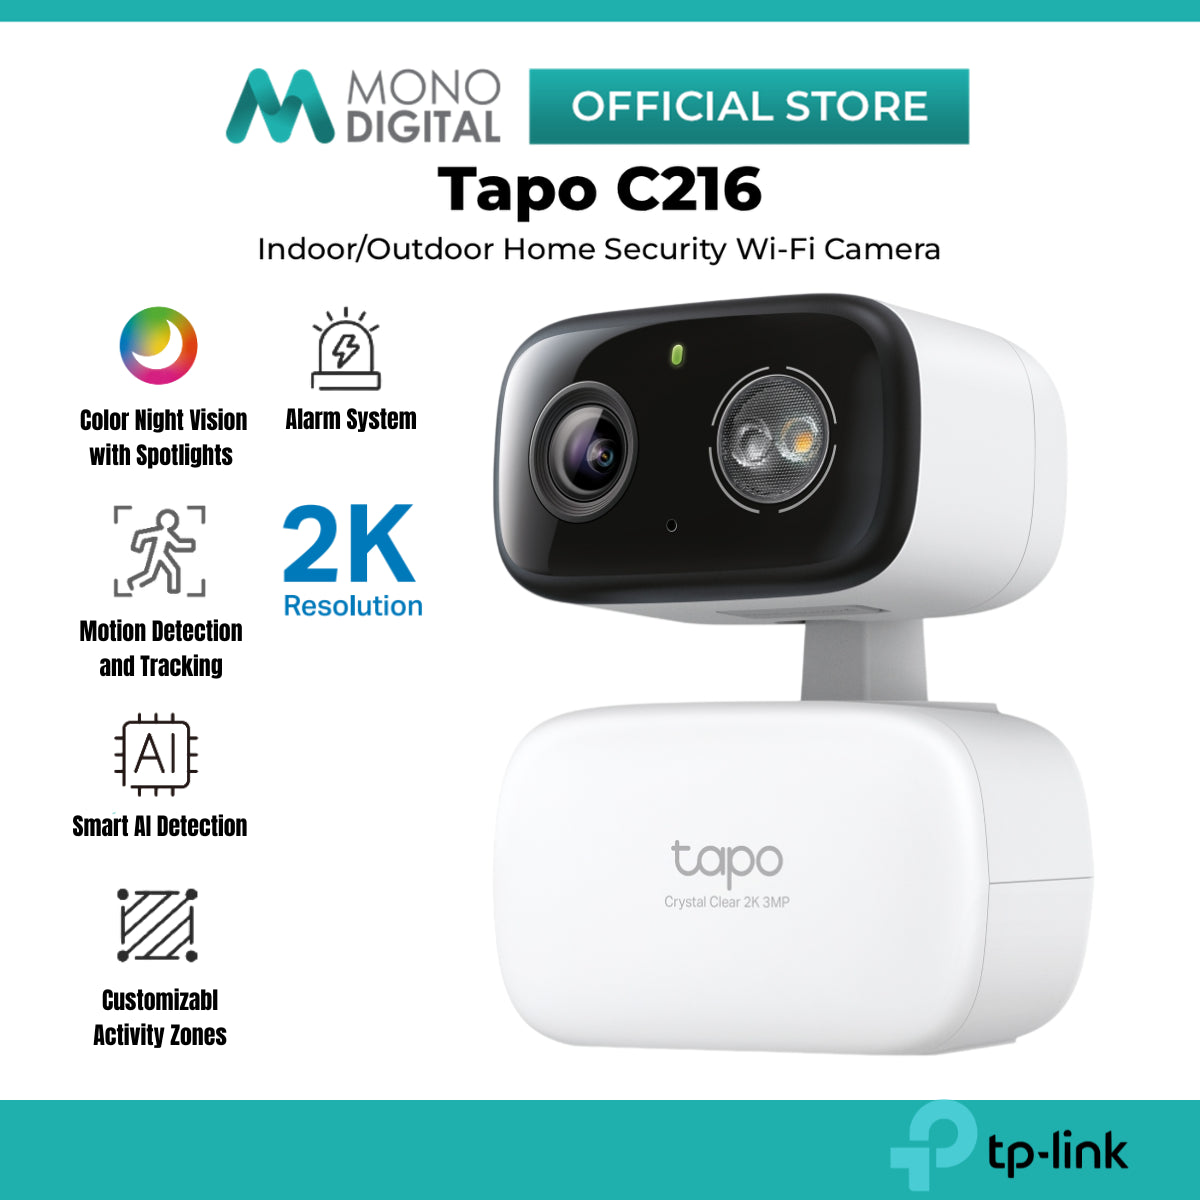 MONO
DIGITAL
OFFICIAL STORE
Tapo C216
Indoor/Outdoor Home Security Wi-Fi Camera
Color Night Vision
with Spotlights
Alarm System
Motion Detection
and Tracking
2K
Resolution
AI
Smart AI Detection
Customizabl
Activity Zones
tapo
Crystal Clear 2K 3MP
tp-link